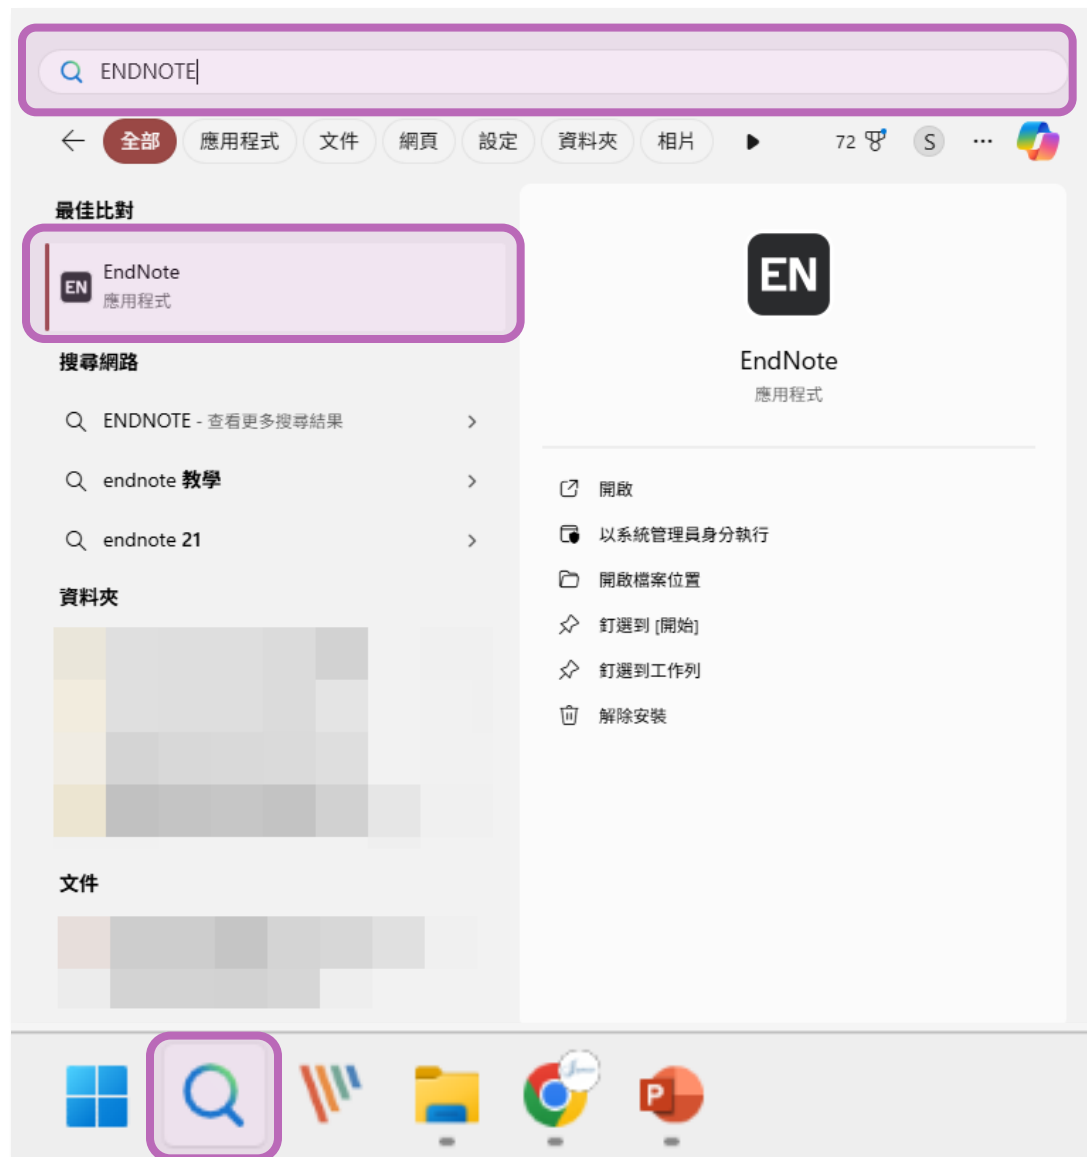 ENDNOTE
全部 應用程式 文件 網頁 設定 資料夾 相片 72 S
最佳比對
EN EndNote
應用程式
搜尋網路
ENDNOTE - 查看更多搜尋結果
endnote 教學
endnote 21
資料夾
文件
EN
EndNote
應用程式
開啟
以系統管理員身分執行
開啟檔案位置
釘選到 [開始]
釘選到工作列
解除安裝
P